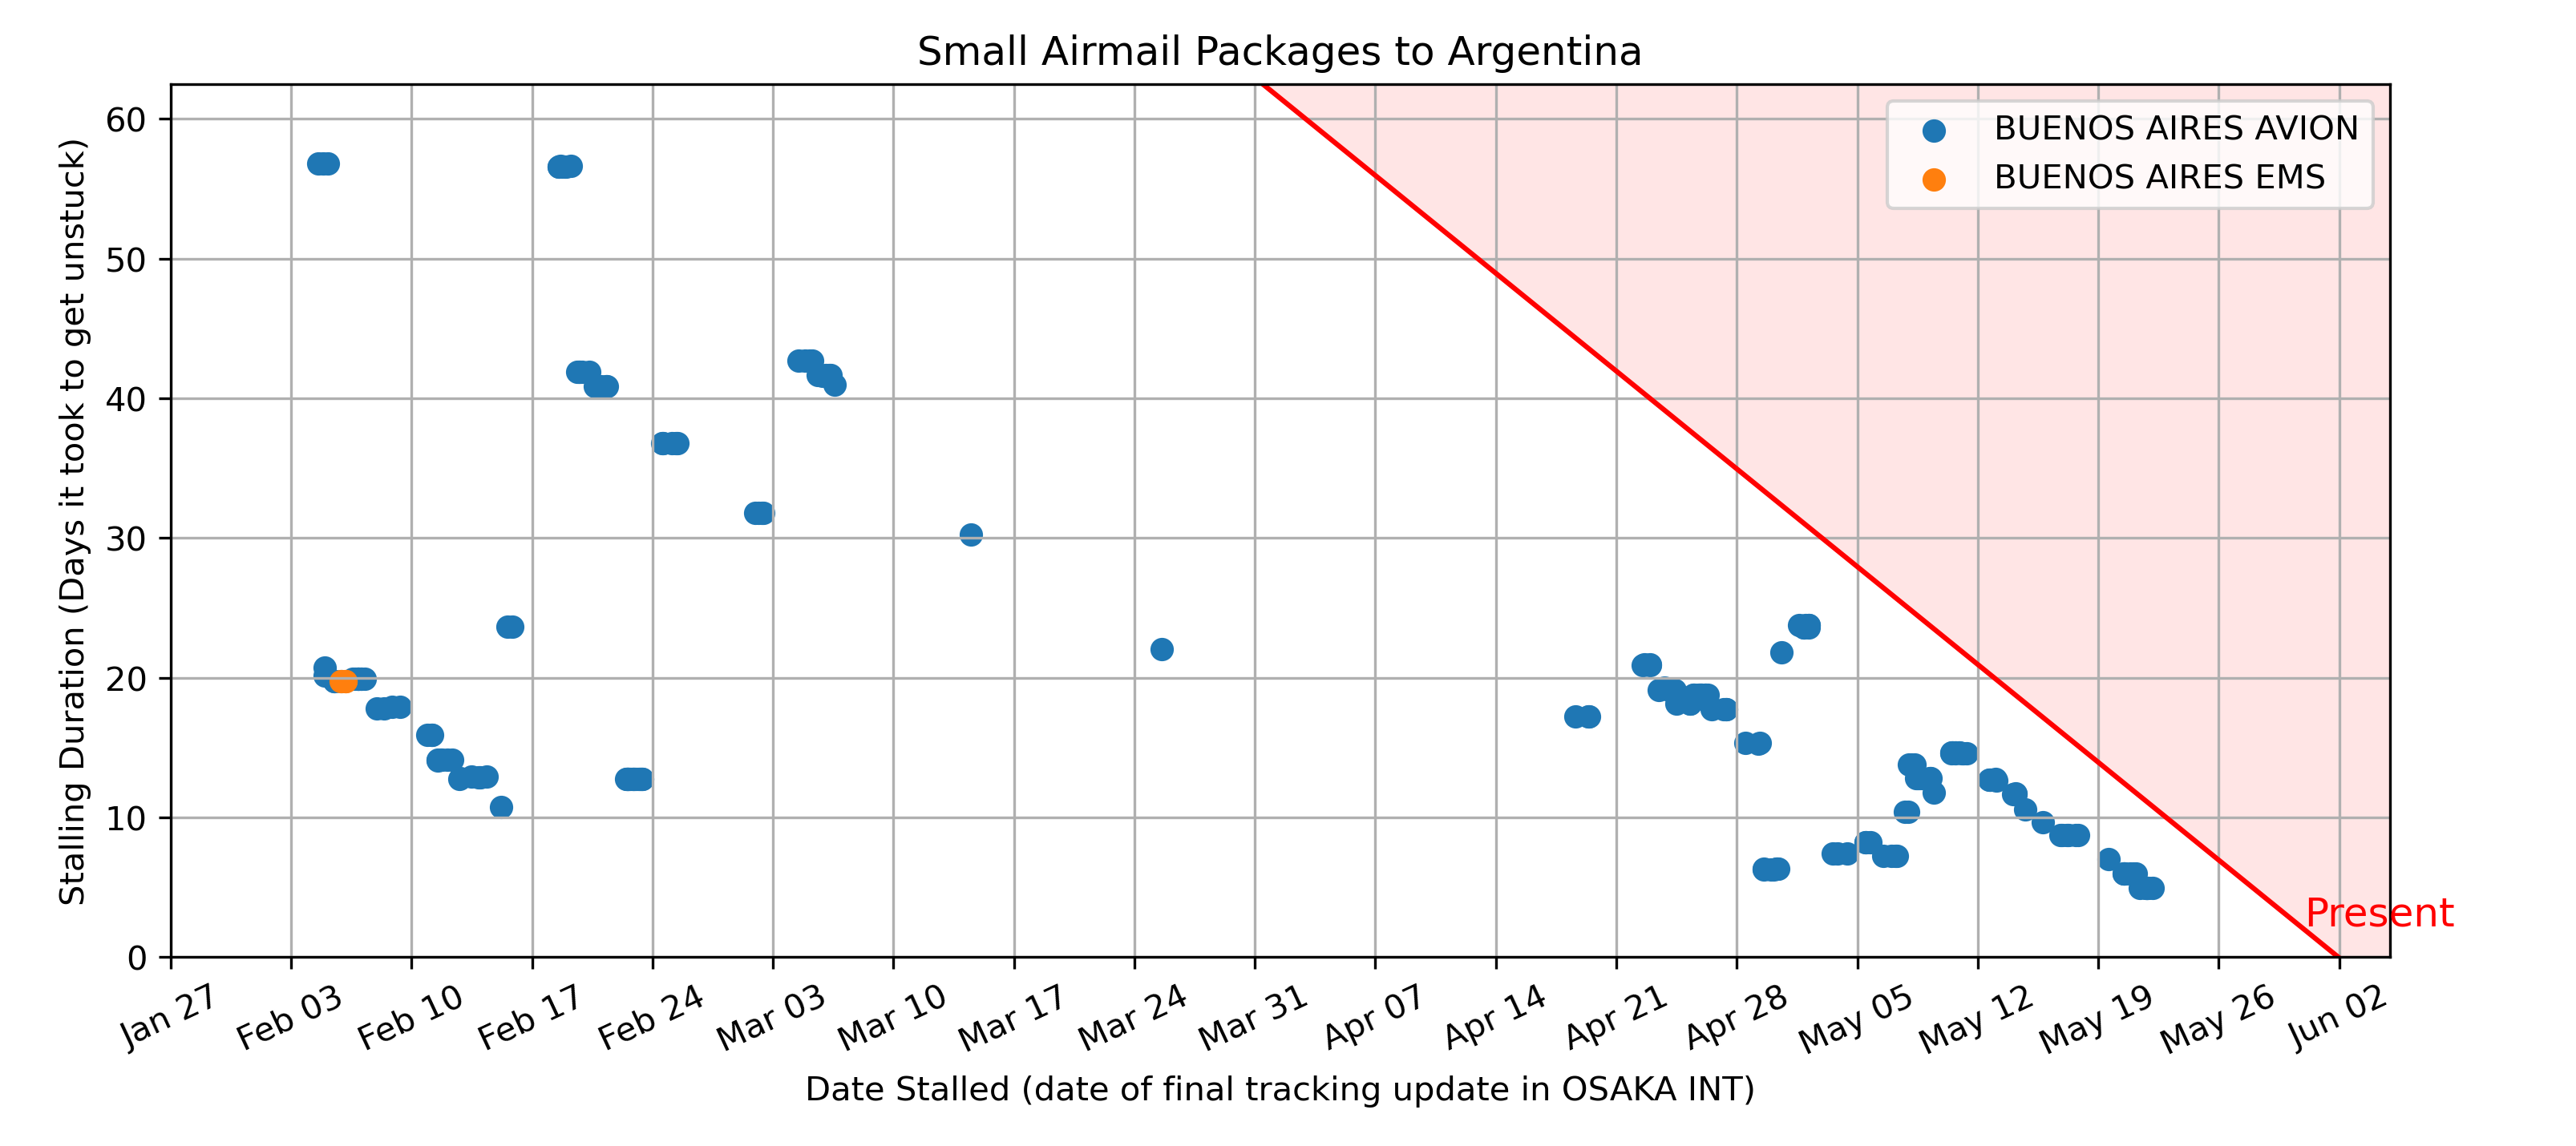 Small Airmail Packages to Argentina
BUENOS AIRES AVION
BUENOS AIRES EMS
Stalling Duration (Days it took to get unstuck)
60
50
40
30
20
10
0
Present
Jan 27
Feb 03
Feb 10
Feb 17
Feb 24
Mar 03
Mar 10
Mar 17
Mar 24
Mar 31
Apr 07
Apr 14
Apr 21
Apr 28
May 05
May 12
May 19
May 26
Jun 02
Date Stalled (date of final tracking update in OSAKA INT)